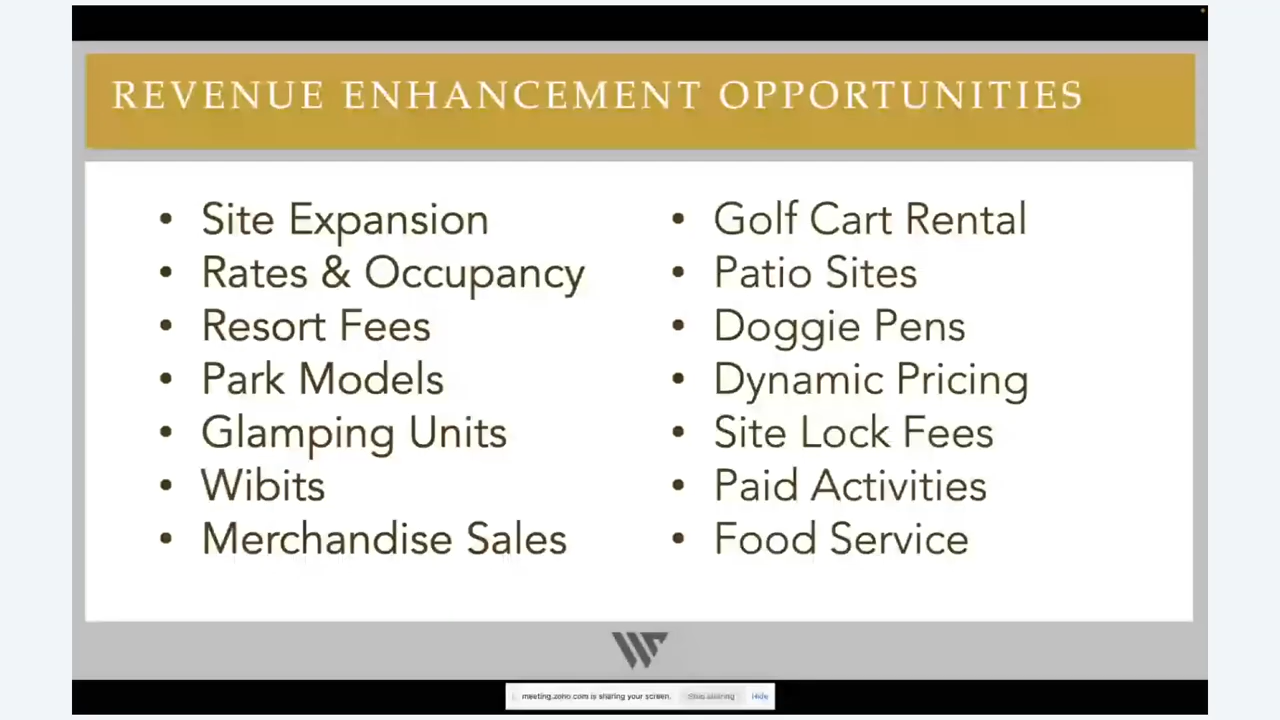 REVENUE ENHANCEMENT OPPORTUNITIES
• Site Expansion
• Rates & Occupancy
• Resort Fees
• Park Models
• Glamping Units
• Wibits
• Merchandise Sales
• Golf Cart Rental
• Patio Sites
• Doggie Pens
• Dynamic Pricing
• Site Lock Fees
• Paid Activities
• Food Service
meeting.zoho.com is sharing your screen. Stop sharing Hide